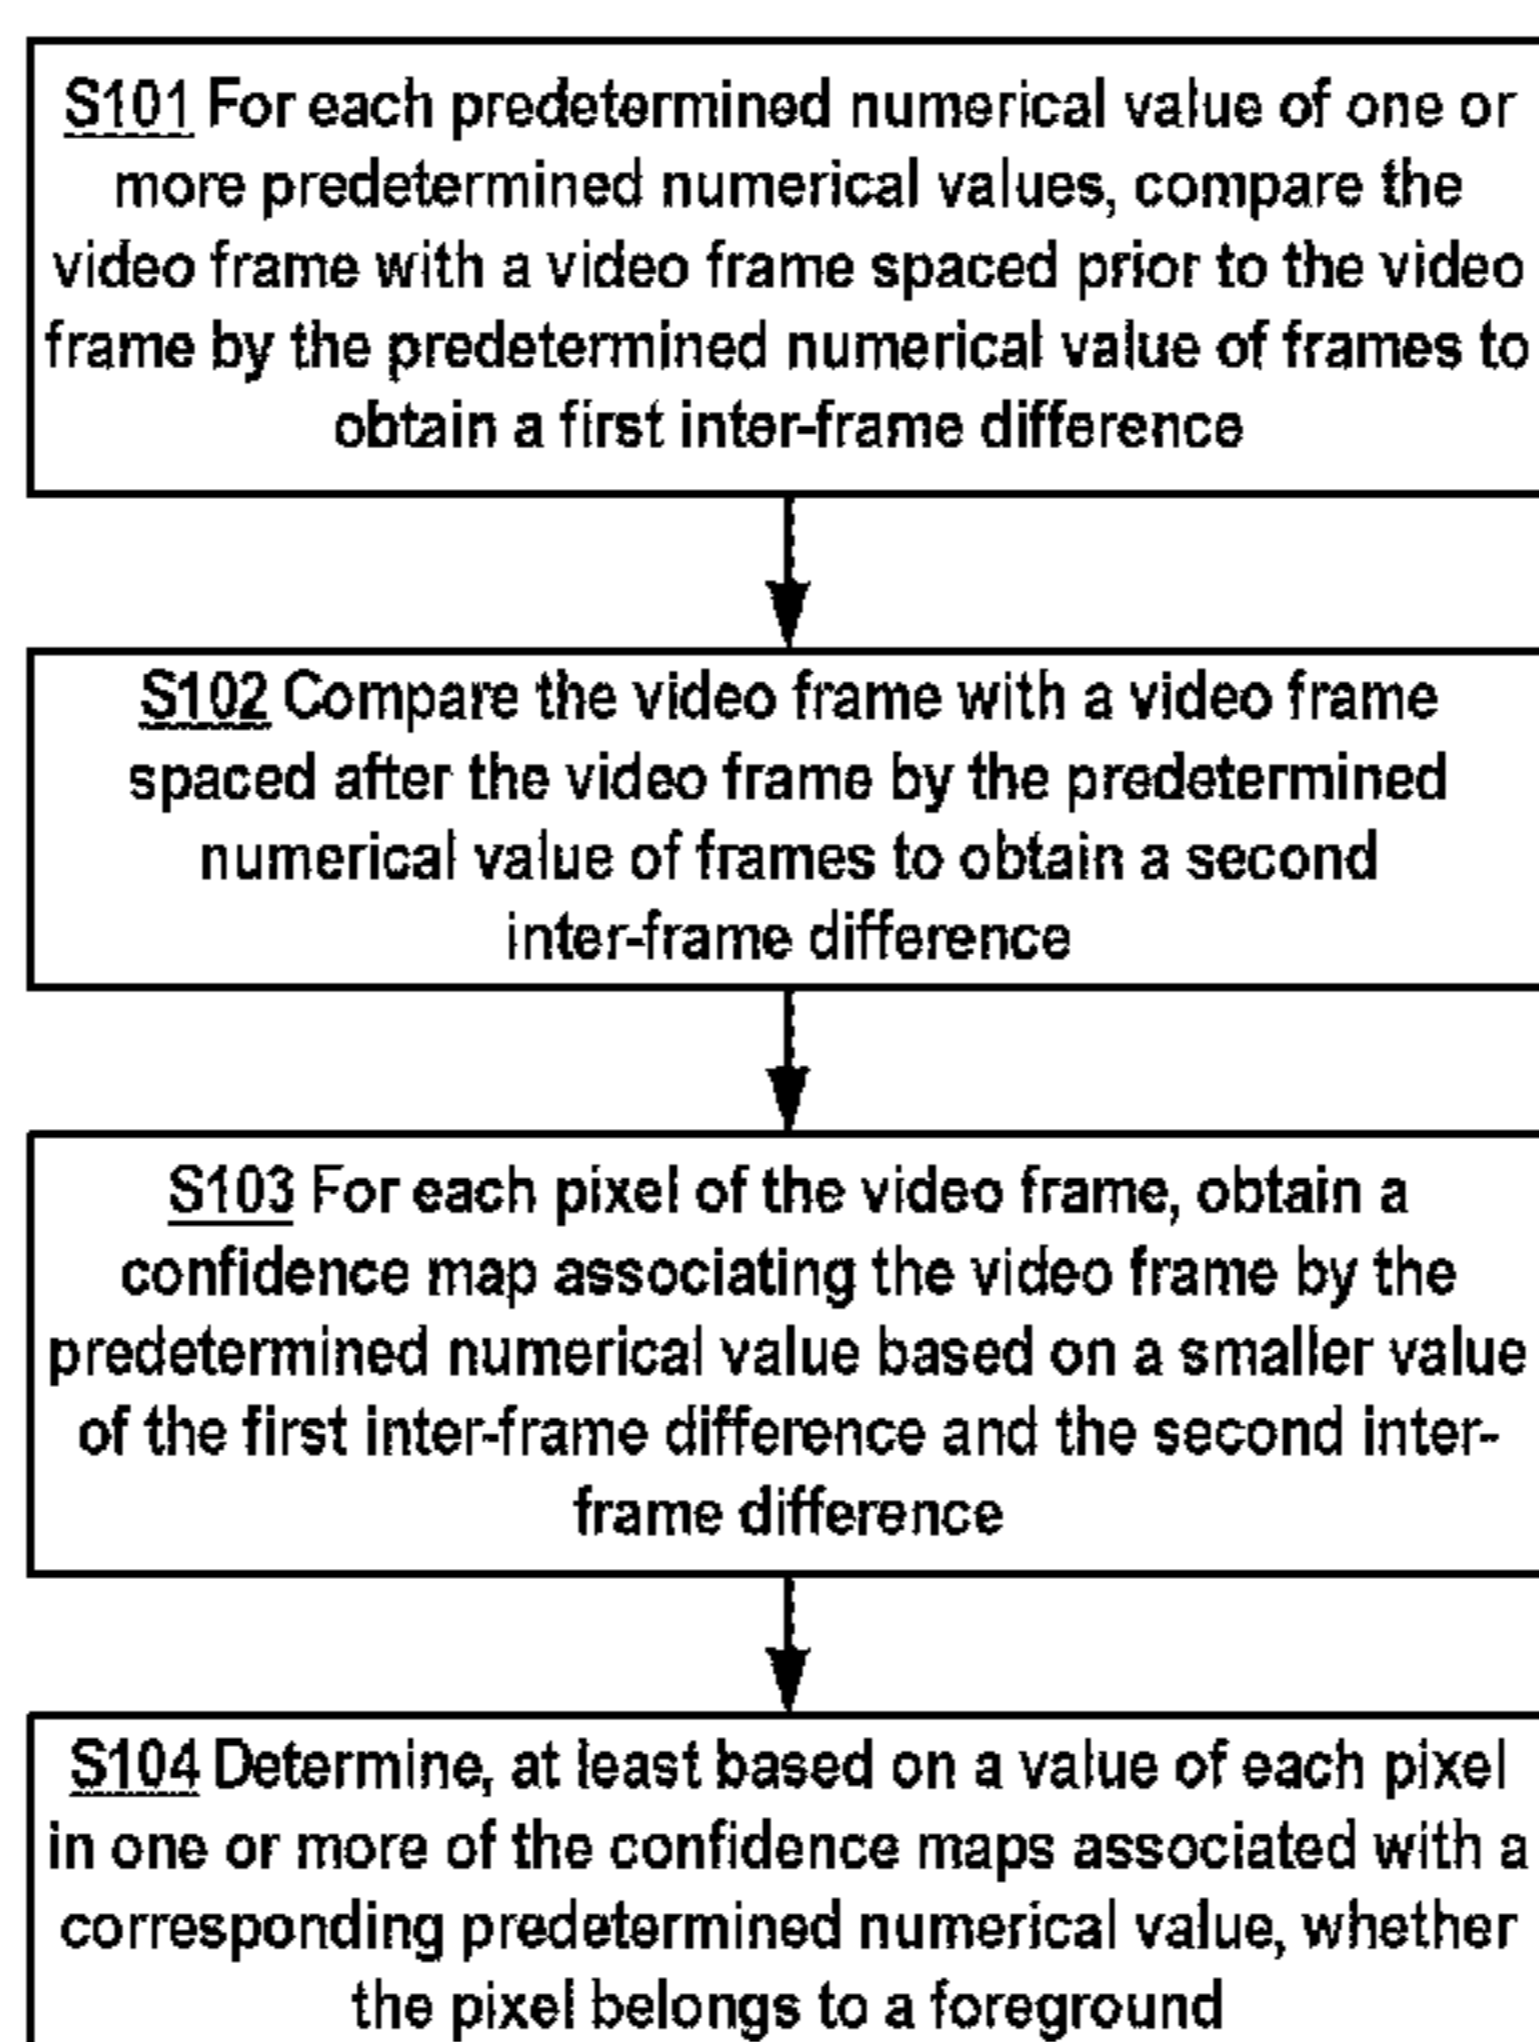 S101 For each predetermined numerical value of one or
more predetermined numerical values, compare the
video frame with a video frame spaced prior to the video
frame by the predetermined numerical value of frames to
obtain a first inter-frame difference
S102 Compare the video frame with a video frame
spaced after the video frame by the predetermined
numerical value of frames to obtain a second
inter-frame difference
S103 For each pixel of the video frame, obtain a
confidence map associating the video frame by the
predetermined numerical value based on a smaller value
of the first inter-frame difference and the second inter-
frame difference
S104 Determine, at least based on a value of each pixel
in one or more of the confidence maps associated with a
corresponding predetermined numerical value, whether
the pixel belongs to a foreground